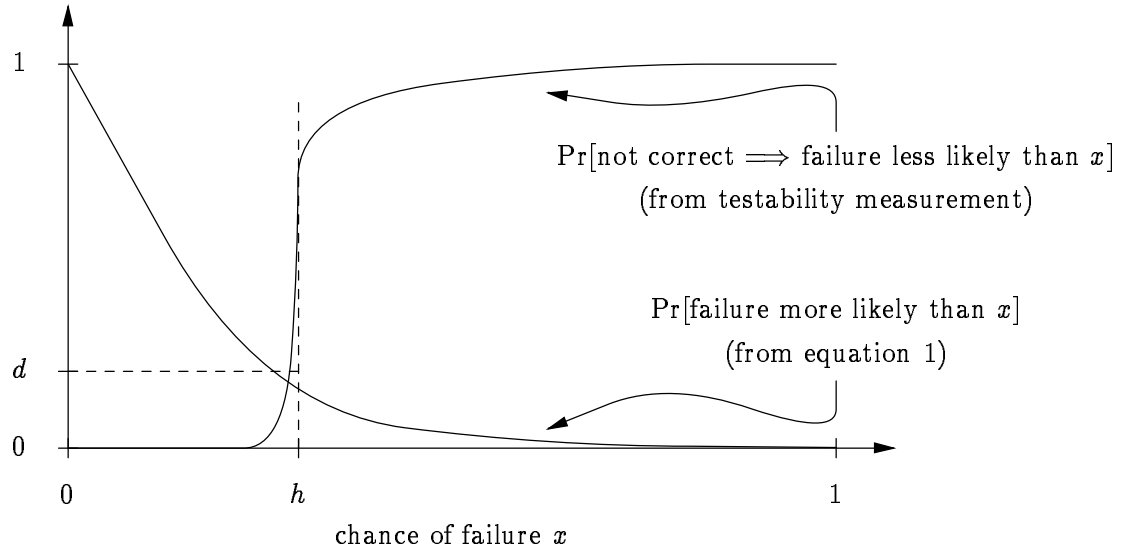 1
Pr[not correct ⟹ failure less likely than x]
(from testability measurement)
Pr[failure more likely than x]
(from equation 1)
d
0
0
h
1
chance of failure x